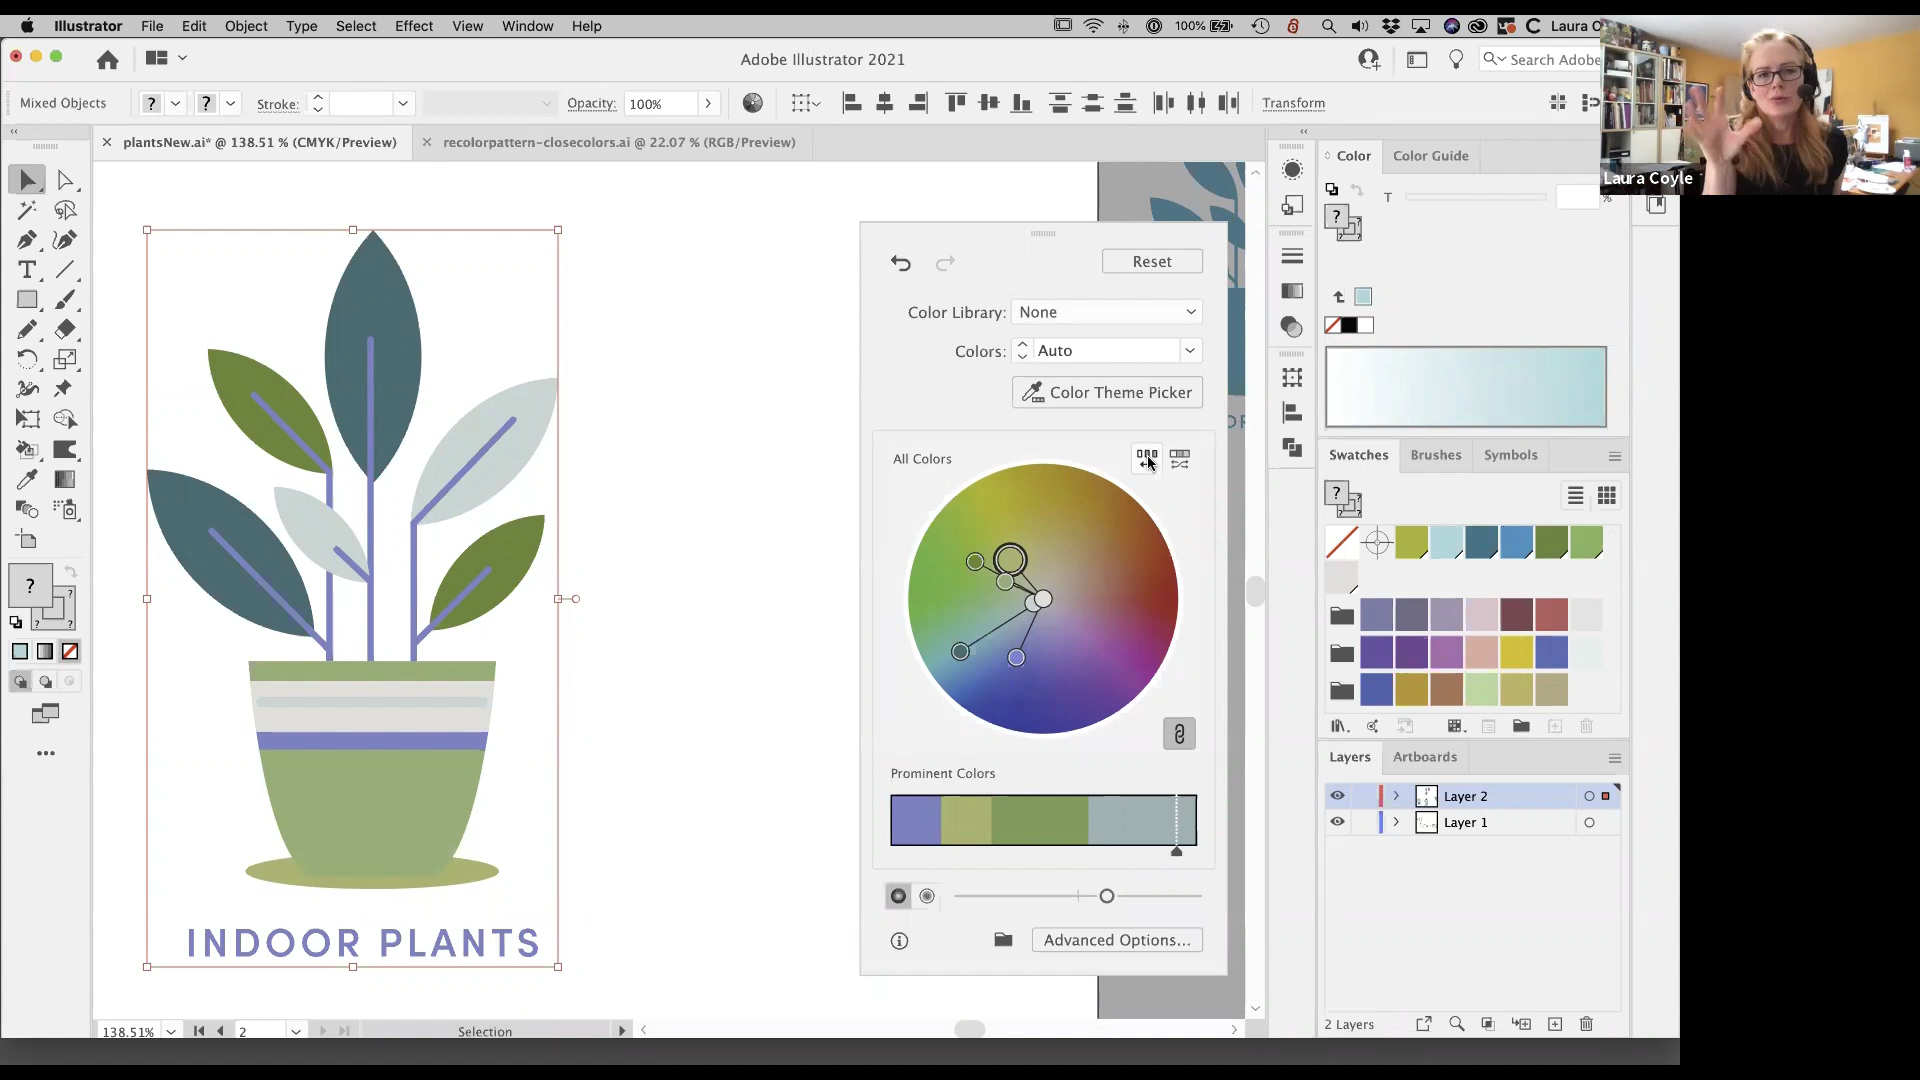 Illustrator File Edit Object Type Select Effect View Window Help
100%
Laura C
Adobe Illustrator 2021
Search Adobe
Mixed Objects
?
?
Stroke:
Opacity:
100%
Transform
plantsNew.ai* @ 138.51 % (CMYK/Preview)
recolorpattern-closecolors.ai @ 22.07 % (RGB/Preview)
Color
Color Guide
Laura Coyle
T
%
?
Reset
Color Library:
None
Colors:
Auto
Color Theme Picker
All Colors
Swatches
Brushes
Symbols
?
?
Prominent Colors
Layers
Artboards
Layer 2
Layer 1
Advanced Options...
INDOOR PLANTS
138.51%
2
Selection
2 Layers